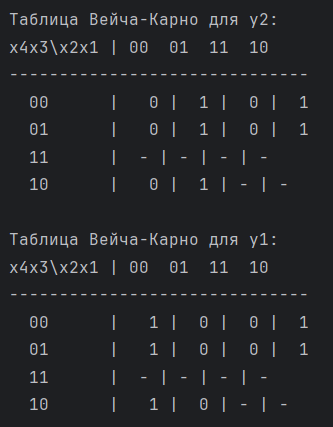 Таблица Вейча-Карно для y2:
x4x3\x2x1 | 00  01  11  10
-------------------------------
  00      |   0 |  1 |  0 |  1
  01      |   0 |  1 |  0 |  1
  11      |  - | - | - | -
  10      |   0 |  1 | - | -
Таблица Вейча-Карно для y1:
x4x3\x2x1 | 00  01  11  10
-------------------------------
  00      |   1 |  0 |  0 |  1
  01      |   1 |  0 |  0 |  1
  11      |  - | - | - | -
  10      |   1 |  0 | - | -